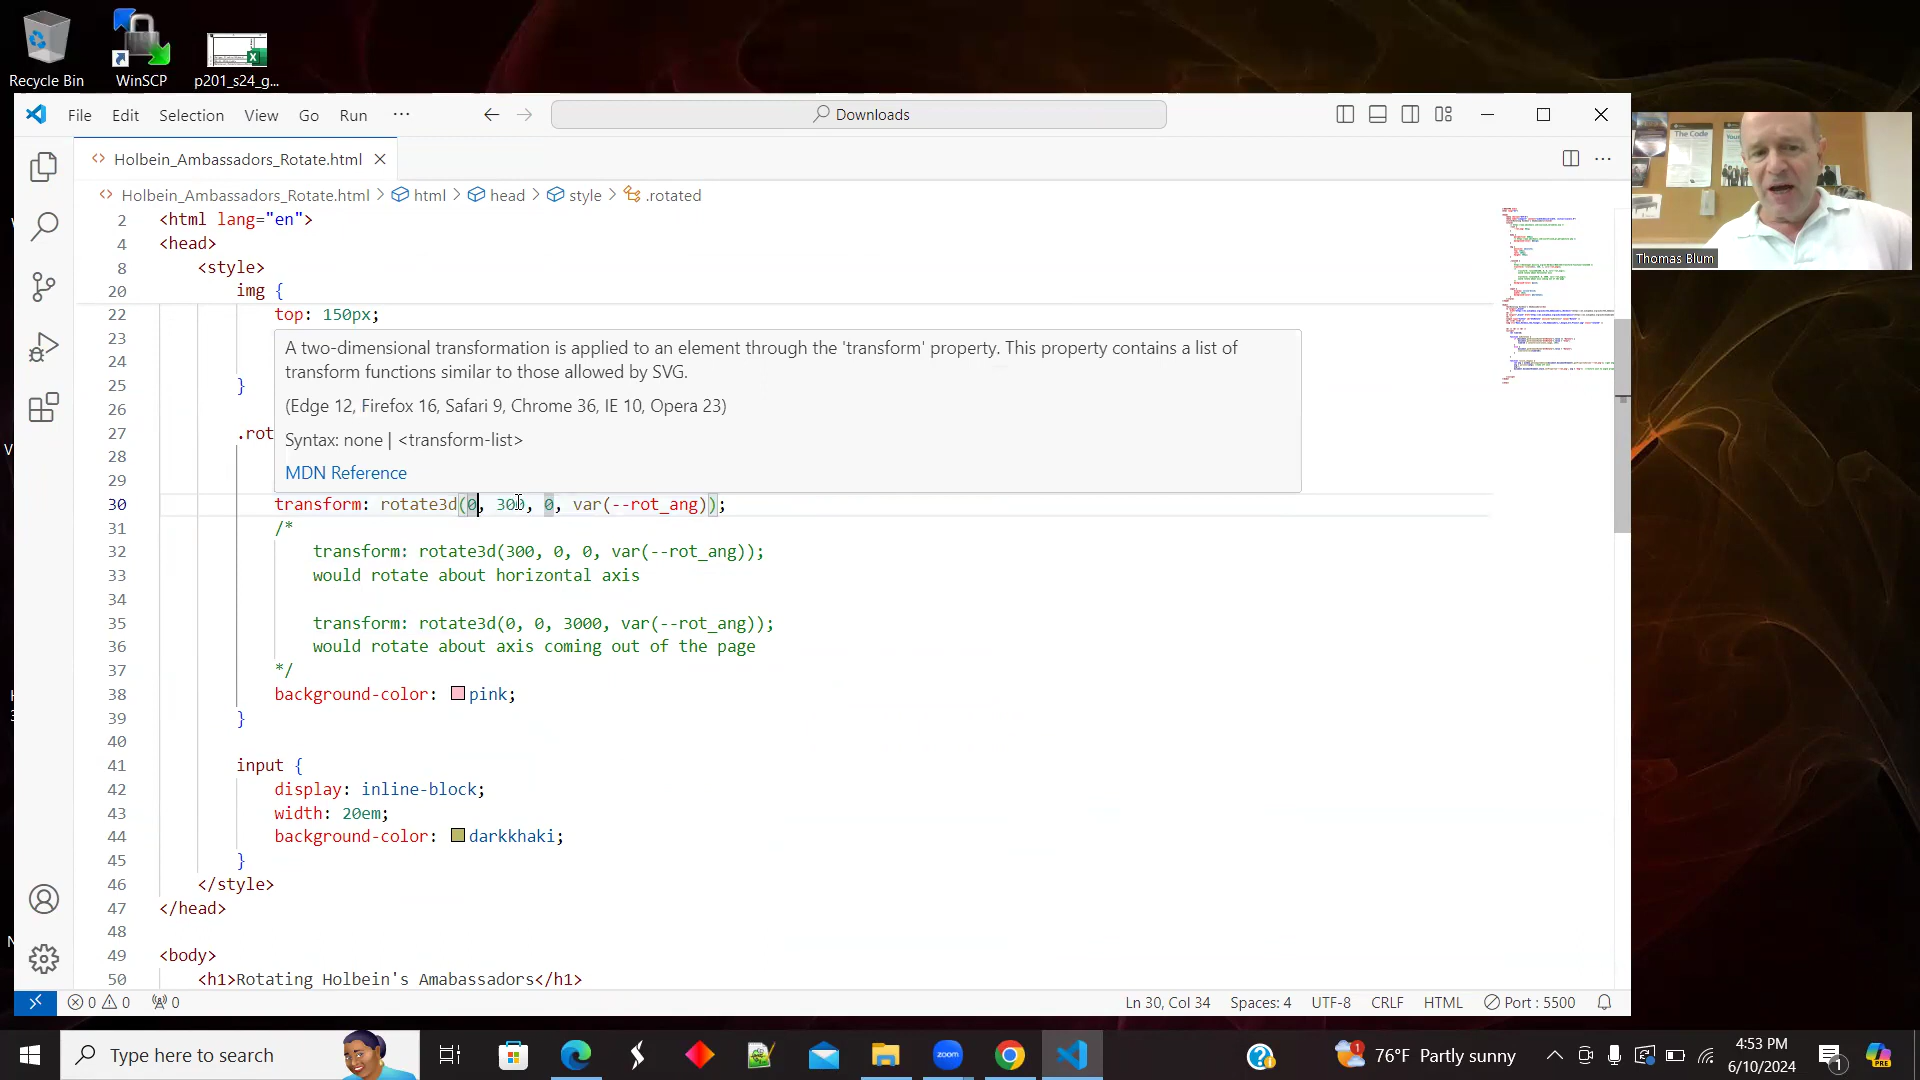 Recycle Bin
WinSCP
p201_s24_g...
File Edit Selection View Go Run ...
Downloads
Holbein_Ambassadors_Rotate.html
Holbein_Ambassadors_Rotate.html > html > head > style > .rotated
2 <html lang="en">
4 <head>
8 <style>
20 img {
22 top: 150px;
23
24
25 }
26
27 .rot
28
29
A two-dimensional transformation is applied to an element through the 'transform' property. This property contains a list of
transform functions similar to those allowed by SVG.
(Edge 12, Firefox 16, Safari 9, Chrome 36, IE 10, Opera 23)
Syntax: none | <transform-list>
MDN Reference
30 transform: rotate3d(0, 300, 0, var(--rot_ang));
31 /*
32 transform: rotate3d(300, 0, 0, var(--rot_ang));
33 would rotate about horizontal axis
34
35 transform: rotate3d(0, 0, 3000, var(--rot_ang));
36 would rotate about axis coming out of the page
37 */
38 background-color: pink;
39 }
40
41 input {
42 display: inline-block;
43 width: 20em;
44 background-color: darkkhaki;
45 }
46 </style>
47 </head>
48
49 <body>
50 <h1>Rotating Holbein's Amabassadors</h1>
0 0 0
Ln 30, Col 34 Spaces: 4 UTF-8 CRLF HTML Port : 5500
The Code
Thomas Blum
Type here to search
zoom
76°F Partly sunny
4:53 PM
6/10/2024
1
1
PRE